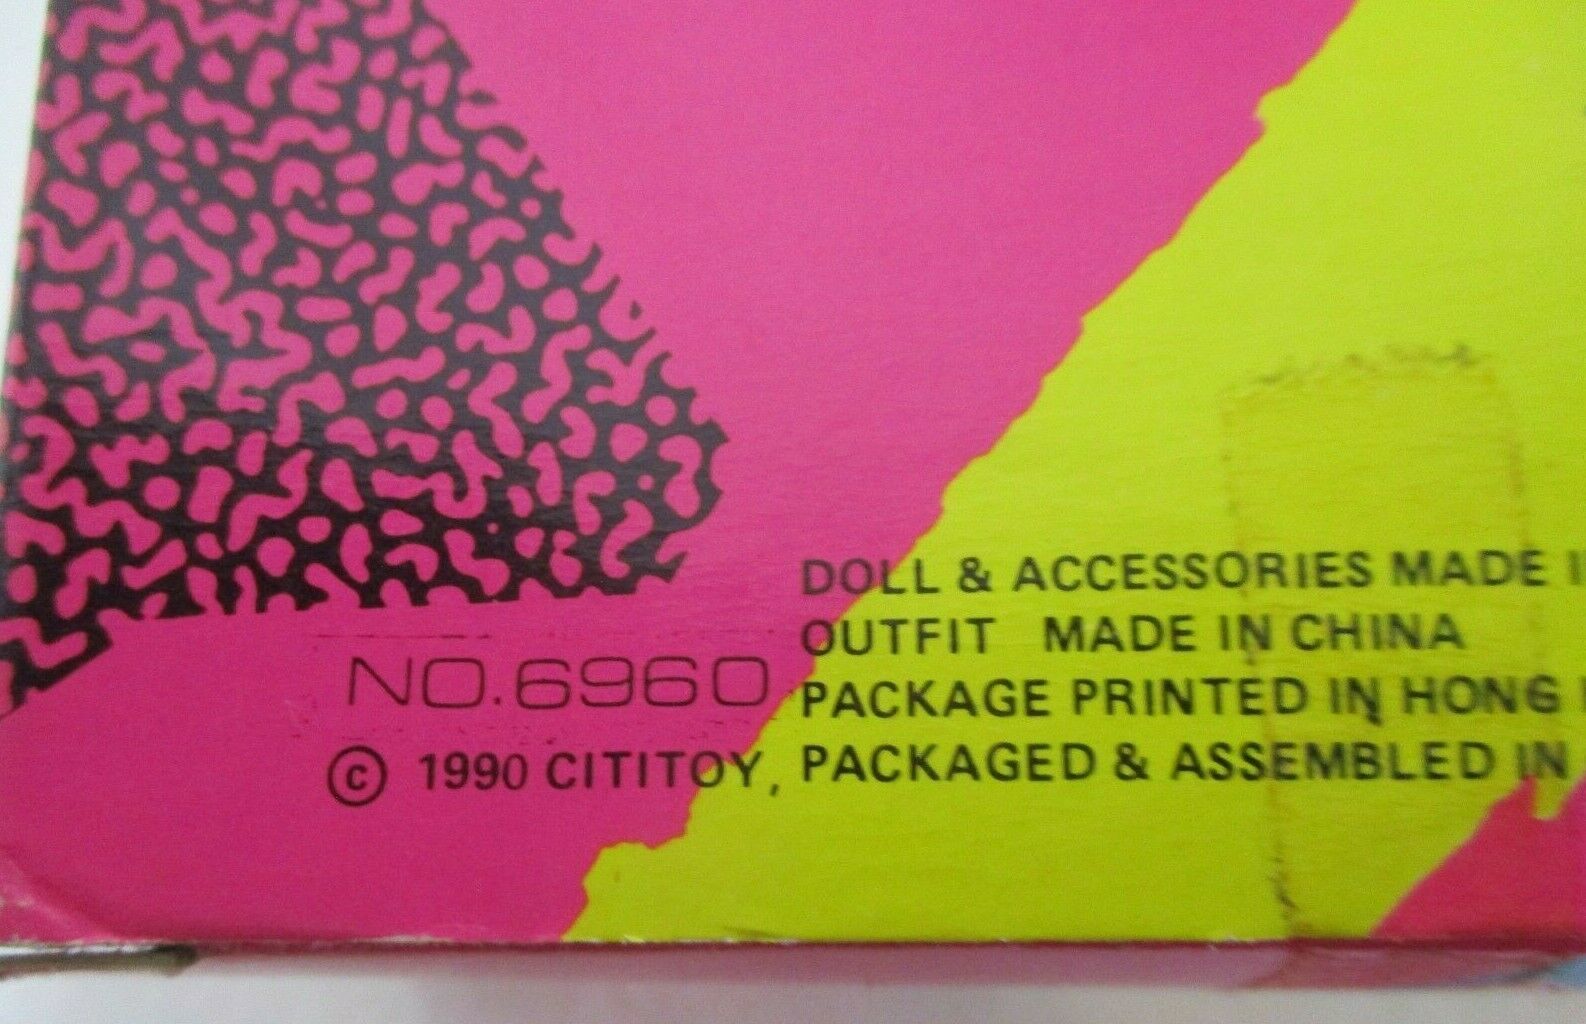 DOLL & ACCESSORIES MADE
OUTFIT MADE IN CHINA
NO.6960 PACKAGE PRINTED IN HONG
© 1990 CITITOY, PACKAGED & ASSEMBLED IN